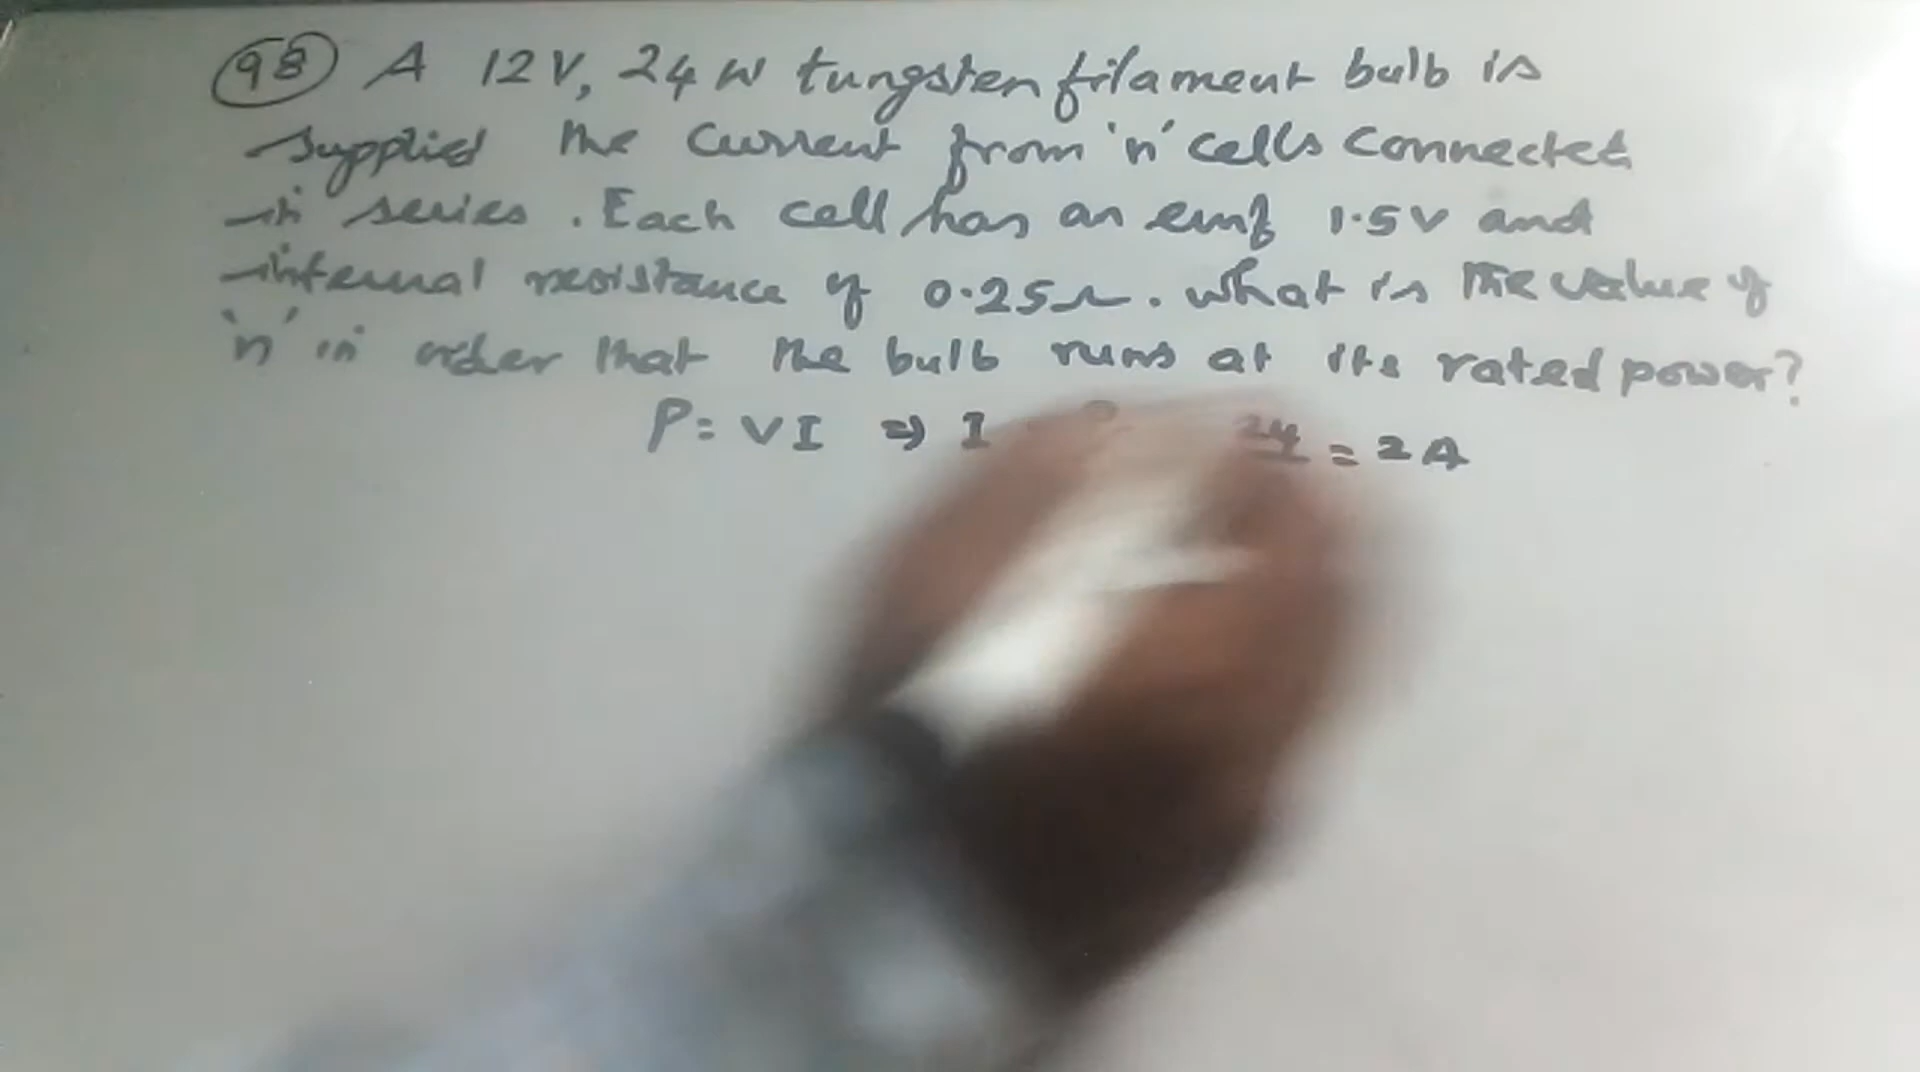 98 A 12V, 24 W tungsten filament bulb is
supplied the current from 'n' cells connected
in series. Each cell has an emf 1.5V and
internal resistance of 0.25Ω. What is the value of
'n' in order that the bulb runs at its rated power?
P = VI ⇒ I 24 = 2 A